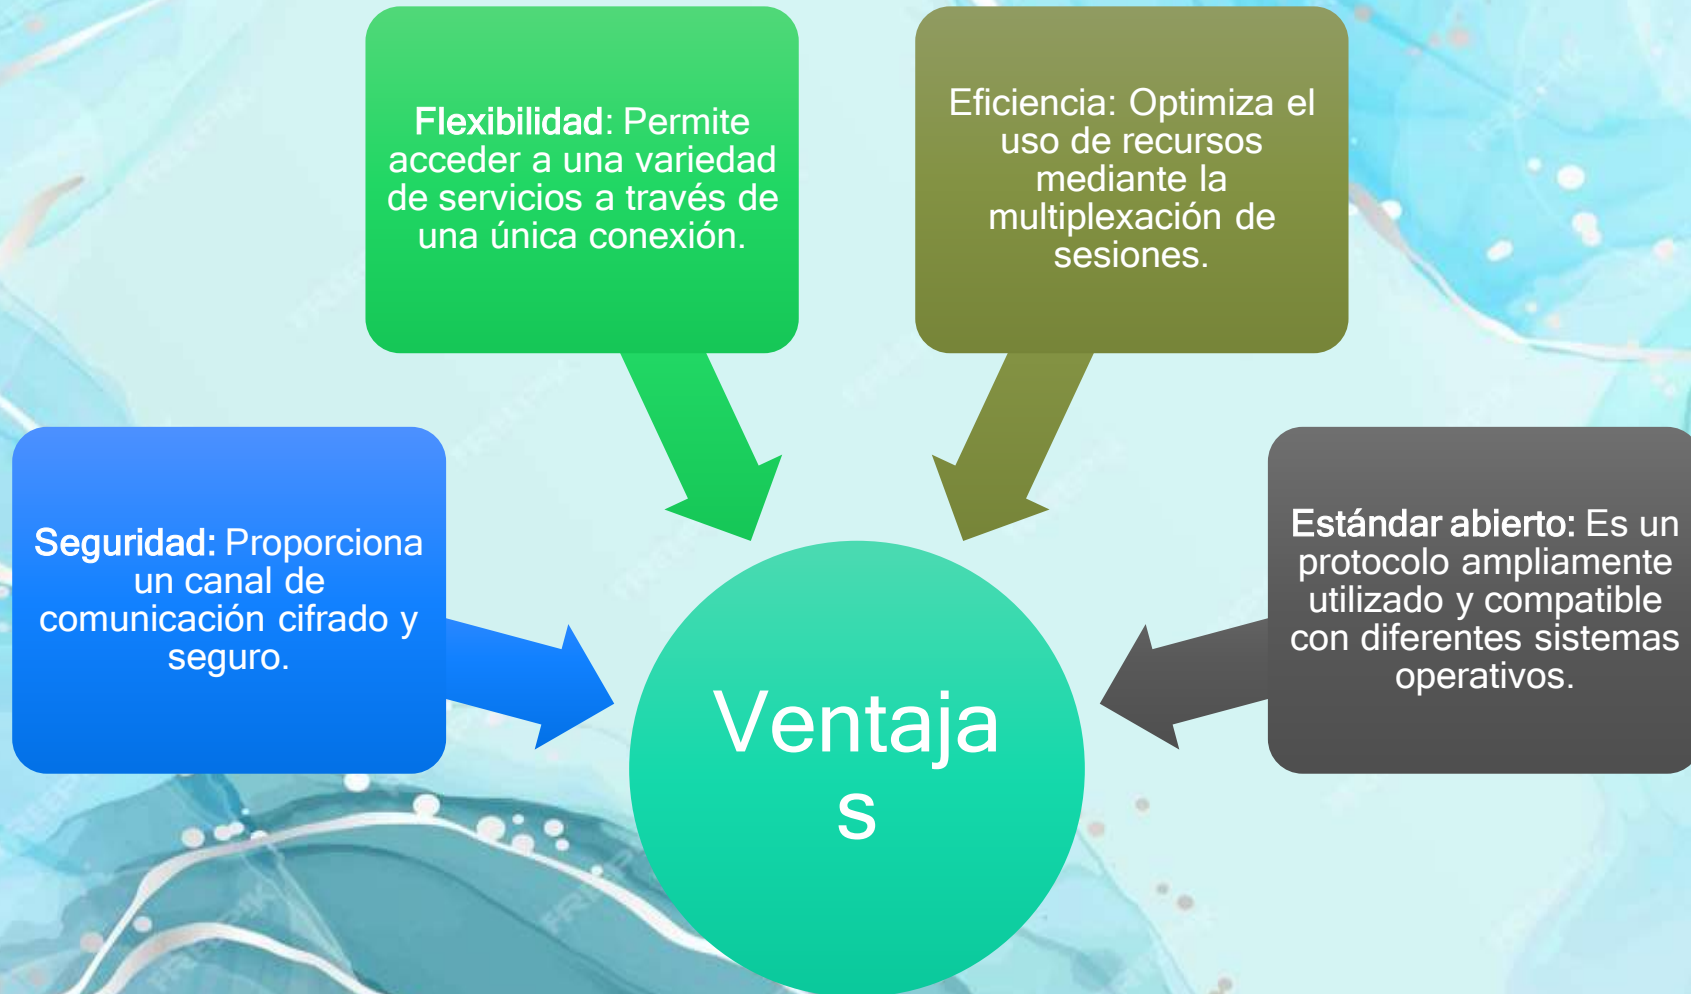 Flexibilidad: Permite
acceder a una variedad
de servicios a través de
una única conexión.
Eficiencia: Optimiza el
uso de recursos
mediante la
multiplexación de
sesiones.
Seguridad: Proporciona
un canal de
comunicación cifrado y
seguro.
Estándar abierto: Es un
protocolo ampliamente
utilizado y compatible
con diferentes sistemas
operativos.
Ventaja
s